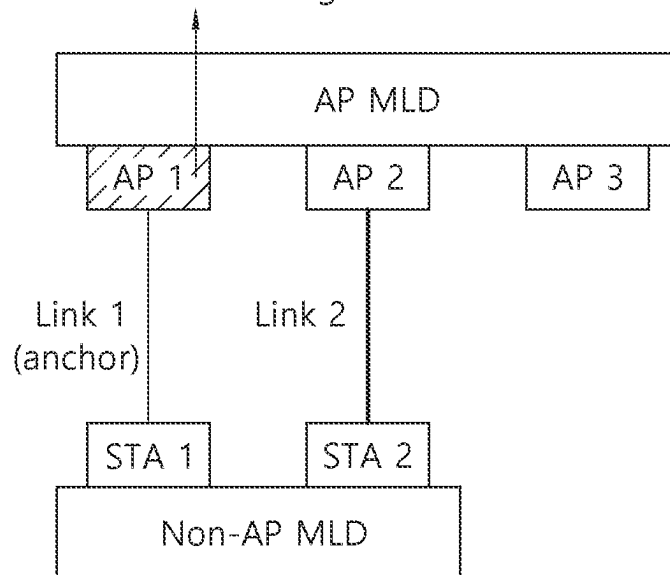 AP MLD
AP 1 AP 2 AP 3
Link 1 Link 2
(anchor)
STA 1 STA 2
Non-AP MLD